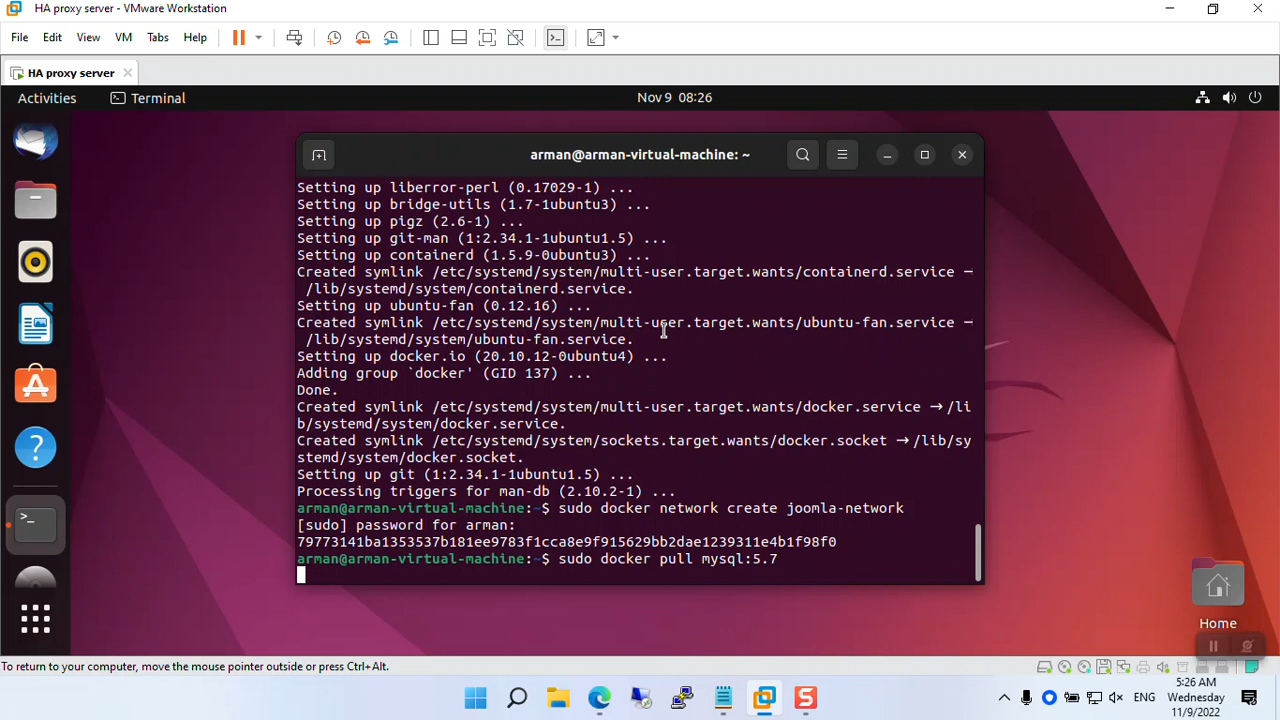 HA proxy server - VMware Workstation
File Edit View VM Tabs Help
HA proxy server
Activities Terminal Nov 9 08:26
arman@arman-virtual-machine: ~
Setting up liberror-perl (0.17029-1) ...
Setting up bridge-utils (1.7-1ubuntu3) ...
Setting up pigz (2.6-1) ...
Setting up git-man (1:2.34.1-1ubuntu1.5) ...
Setting up containerd (1.5.9-0ubuntu3) ...
Created symlink /etc/systemd/system/multi-user.target.wants/containerd.service →
/lib/systemd/system/containerd.service.
Setting up ubuntu-fan (0.12.16) ...
Created symlink /etc/systemd/system/multi-user.target.wants/ubuntu-fan.service →
/lib/systemd/system/ubuntu-fan.service.
Setting up docker.io (20.10.12-0ubuntu4) ...
Adding group `docker' (GID 137) ...
Done.
Created symlink /etc/systemd/system/multi-user.target.wants/docker.service → /li
b/systemd/system/docker.service.
Created symlink /etc/systemd/system/sockets.target.wants/docker.socket → /lib/sy
stemd/system/docker.socket.
Setting up git (1:2.34.1-1ubuntu1.5) ...
Processing triggers for man-db (2.10.2-1) ...
arman@arman-virtual-machine:~$ sudo docker network create joomla-network
[sudo] password for arman:
79773141ba1353537b181ee9783f1cca8e9f915629bb2dae1239311e4b1f98f0
arman@arman-virtual-machine:~$ sudo docker pull mysql:5.7
Home
To return to your computer, move the mouse pointer outside or press Ctrl+Alt.
ENG
5:26 AM
Wednesday
11/9/2022